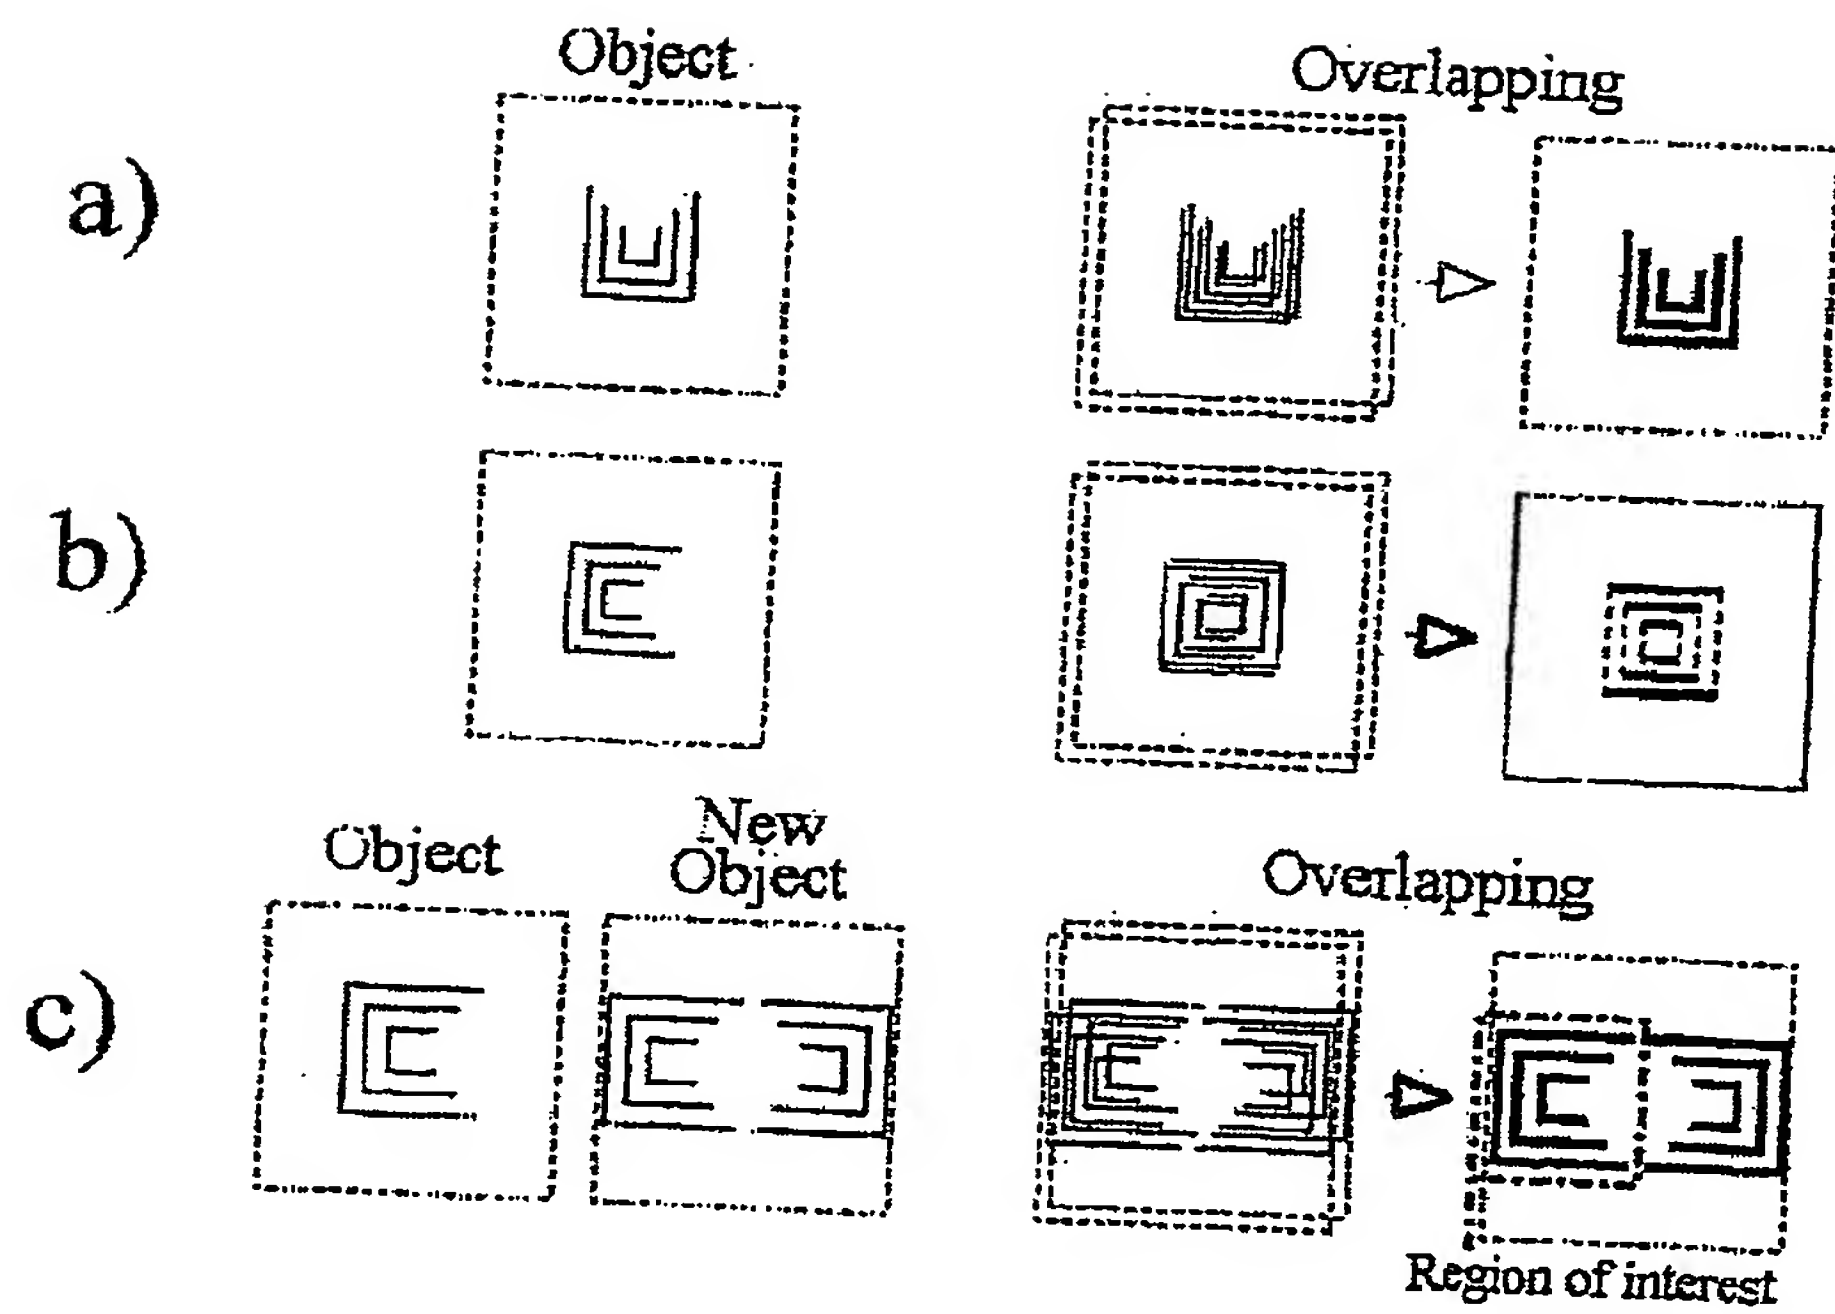 Object
Overlapping
a)
b)
Object
New
Object
Overlapping
c)
Region of interest